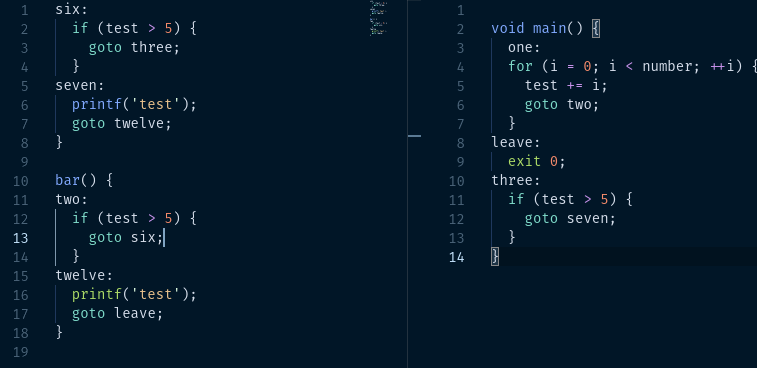 1 six:
2 if (test > 5) {
3 goto three;
4 }
5 seven:
6 printf('test');
7 goto twelve;
8 }
9
10 bar() {
11 two:
12 if (test > 5) {
13 goto six;
14 }
15 twelve:
16 printf('test');
17 goto leave;
18 }
19
1
2 void main() {
3 one:
4 for (i = 0; i < number; ++i) {
5 test += i;
6 goto two;
7 }
8 leave:
9 exit 0;
10 three:
11 if (test > 5) {
12 goto seven;
13 }
14 }